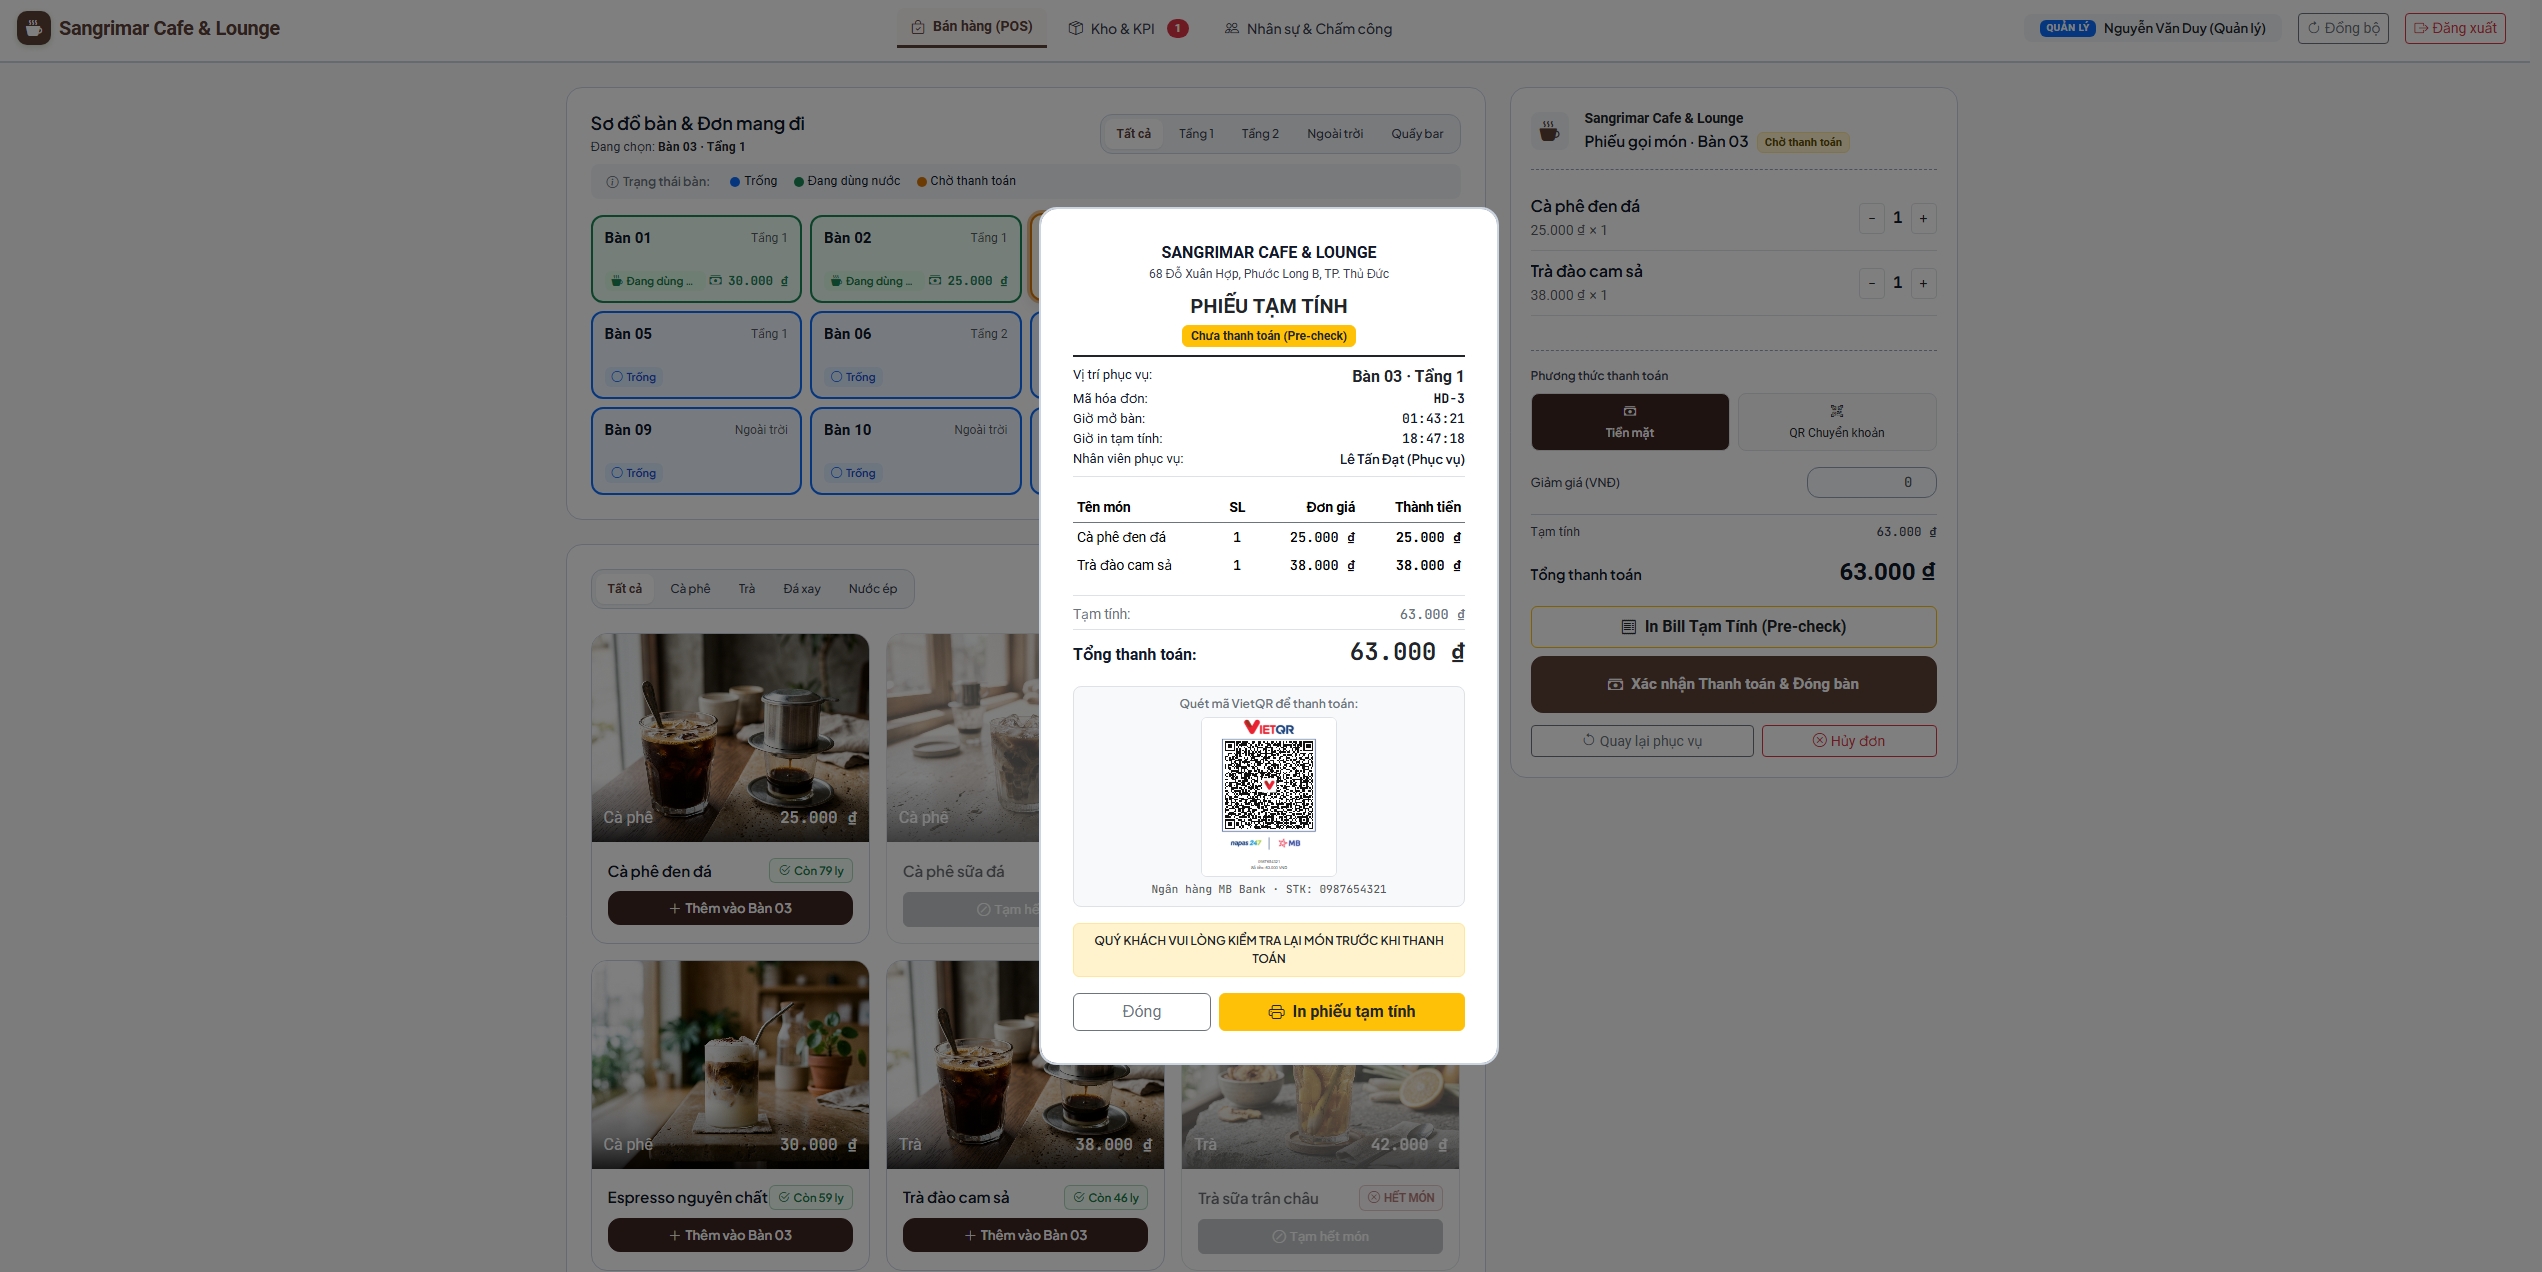 Sangrimar Cafe & Lounge
Bán hàng (POS)
Kho & KPI 1
Nhân sự & Chấm công
QUẢN LÝ Nguyễn Văn Duy (Quản lý)
Đồng bộ
Đăng xuất
Sơ đồ bàn & Đơn mang đi
Đang chọn: Bàn 03 · Tầng 1
Tất cả Tầng 1 Tầng 2 Ngoài trời Quầy bar
Trạng thái bàn: Trống Đang dùng nước Chờ thanh toán
Bàn 01 Tầng 1
Đang dùng ... 30.000 ₫
Bàn 02 Tầng 1
Đang dùng ... 25.000 ₫
Bàn 05 Tầng 1
Trống
Bàn 06 Tầng 2
Trống
Bàn 09 Ngoài trời
Trống
Bàn 10 Ngoài trời
Trống
Tất cả Cà phê Trà Đá xay Nước ép
Cà phê 25.000 ₫
Cà phê đen đá Còn 79 ly
+ Thêm vào Bàn 03
Cà phê
Cà phê sữa đá
Tạm hế
Cà phê 30.000 ₫
Espresso nguyên chất Còn 59 ly
+ Thêm vào Bàn 03
Trà 38.000 ₫
Trà đào cam sả Còn 46 ly
+ Thêm vào Bàn 03
Trà 42.000 ₫
Trà sữa trân châu HẾT MÓN
Tạm hết món
SANGRIMAR CAFE & LOUNGE
68 Đỗ Xuân Hợp, Phước Long B, TP. Thủ Đức
PHIẾU TẠM TÍNH
Chưa thanh toán (Pre-check)
Vị trí phục vụ: Bàn 03 · Tầng 1
Mã hóa đơn: HD-3
Giờ mở bàn: 01:43:21
Giờ in tạm tính: 18:47:18
Nhân viên phục vụ: Lê Tấn Đạt (Phục vụ)
Tên món SL Đơn giá Thành tiền
Cà phê đen đá 1 25.000 ₫ 25.000 ₫
Trà đào cam sả 1 38.000 ₫ 38.000 ₫
Tạm tính: 63.000 ₫
Tổng thanh toán: 63.000 ₫
Quét mã VietQR để thanh toán:
VIETQR
napas 247 | MB
Ngân hàng MB Bank · STK: 0987654321
QUÝ KHÁCH VUI LÒNG KIỂM TRA LẠI MÓN TRƯỚC KHI THANH
TOÁN
Đóng
In phiếu tạm tính
Sangrimar Cafe & Lounge
Phiếu gọi món · Bàn 03 Chờ thanh toán
Cà phê đen đá
25.000 ₫ × 1
- 1 +
Trà đào cam sả
38.000 ₫ × 1
- 1 +
Phương thức thanh toán
Tiền mặt
QR Chuyển khoản
Giảm giá (VNĐ) 0
Tạm tính 63.000 ₫
Tổng thanh toán 63.000 ₫
In Bill Tạm Tính (Pre-check)
Xác nhận Thanh toán & Đóng bàn
Quay lại phục vụ
Hủy đơn